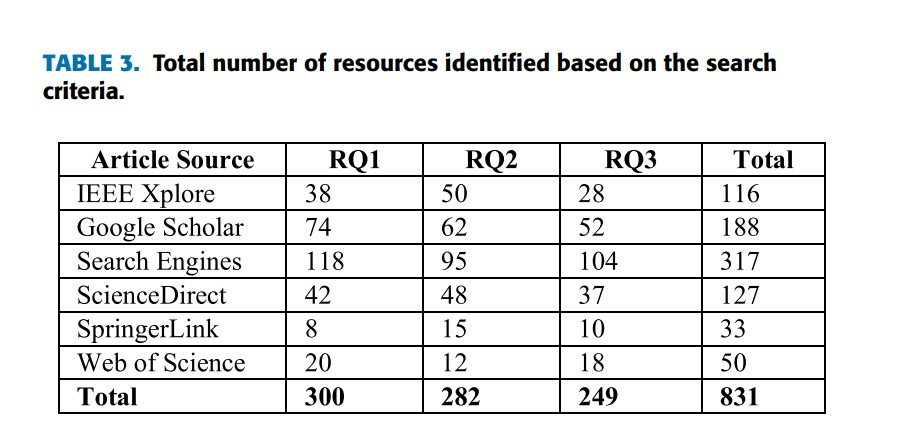 TABLE 3. Total number of resources identified based on the search
criteria.
Article Source RQ1 RQ2 RQ3 Total
IEEE Xplore 38 50 28 116
Google Scholar 74 62 52 188
Search Engines 118 95 104 317
ScienceDirect 42 48 37 127
SpringerLink 8 15 10 33
Web of Science 20 12 18 50
Total 300 282 249 831